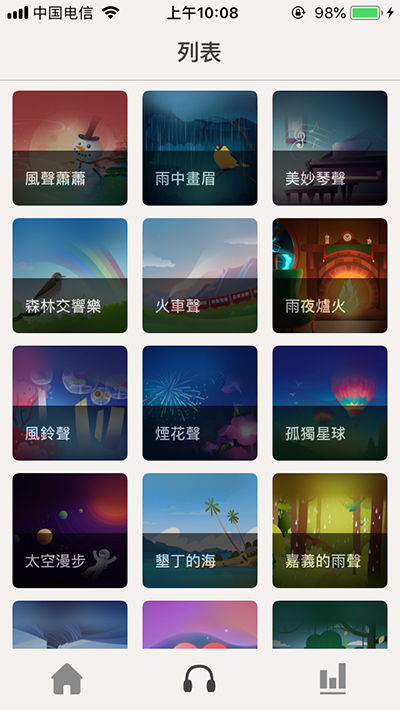 中国电信 上午10:08 98%
列表
風聲蕭蕭 雨中畫眉 美妙琴聲
森林交響樂 火車聲 雨夜爐火
風鈴聲 煙花聲 孤獨星球
太空漫步 墾丁的海 嘉義的雨聲